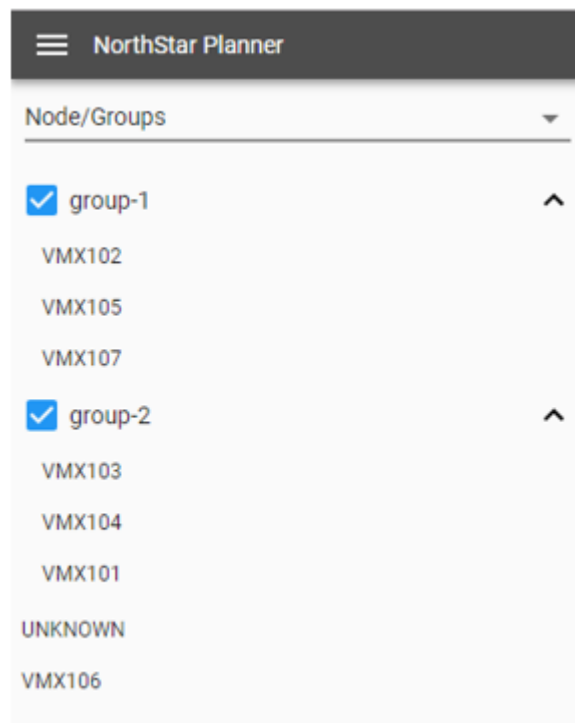 NorthStar Planner
Node/Groups
group-1
VMX102
VMX105
VMX107
group-2
VMX103
VMX104
VMX101
UNKNOWN
VMX106